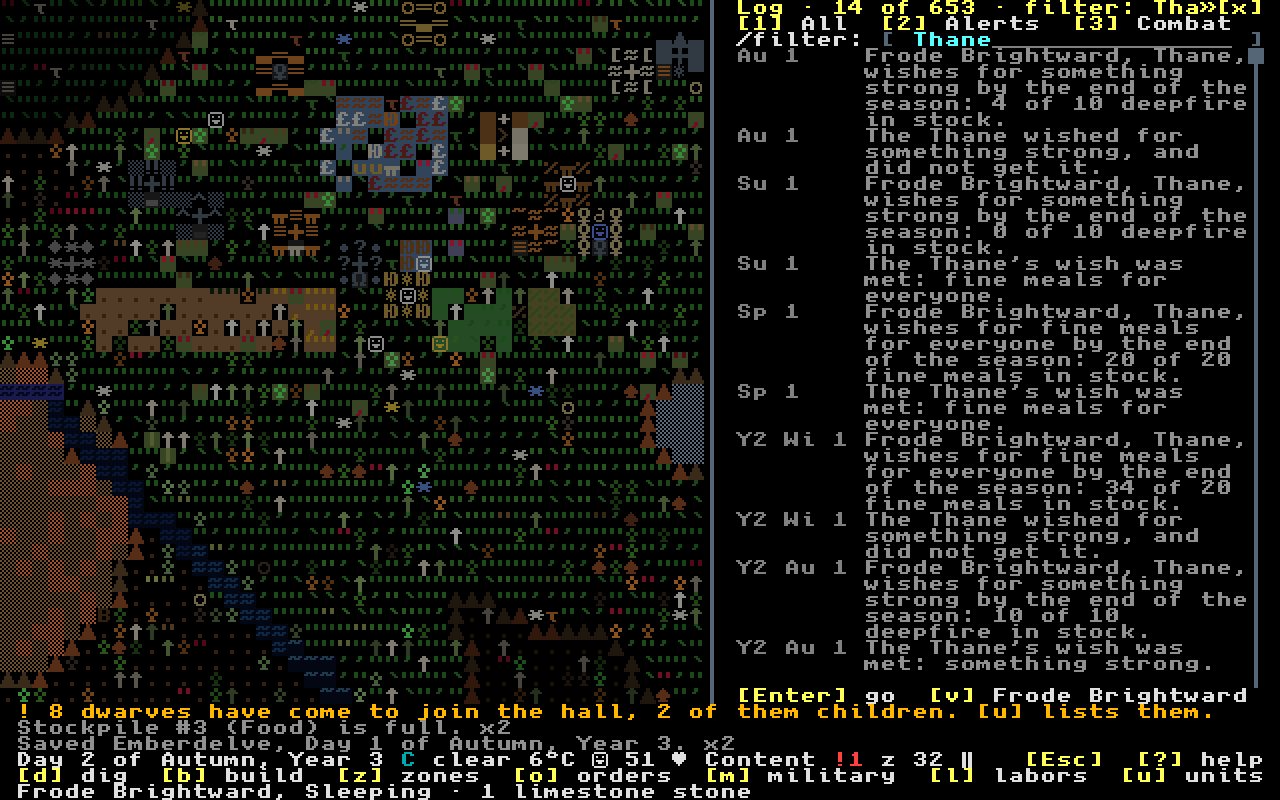 Log · 14 of 653 · filter: Tha»[x]
[1] All [2] Alerts [3] Combat
/filter: [ Thane ]
Au 1 Frode Brightward, Thane,
wishes for something
strong by the end of the
season: 4 of 10 deepfire
in stock.
Au 1 The Thane wished for
something strong, and
did not get it.
Su 1 Frode Brightward, Thane,
wishes for something
strong by the end of the
season: 0 of 10 deepfire
in stock.
Su 1 The Thane's wish was
met: fine meals for
everyone.
Sp 1 Frode Brightward, Thane,
wishes for fine meals
for everyone by the end
of the season: 20 of 20
fine meals in stock.
Sp 1 The Thane's wish was
met: fine meals for
everyone.
Y2 Wi 1 Frode Brightward, Thane,
wishes for fine meals
for everyone by the end
of the season: 34 of 20
fine meals in stock.
Y2 Wi 1 The Thane wished for
something strong, and
did not get it.
Y2 Au 1 Frode Brightward, Thane,
wishes for something
strong by the end of the
season: 10 of 10
deepfire in stock.
Y2 Au 1 The Thane's wish was
met: something strong.
[Enter] go [v] Frode Brightward
! 8 dwarves have come to join the hall, 2 of them children. [u] lists them.
Stockpile #3 (Food) is full. x2
Saved Emberdelve, Day 1 of Autumn, Year 3. x2
Day 2 of Autumn, Year 3 C clear 6°C 51 ♥ Content !1 z 32 [Esc] [?] help
[d] dig [b] build [z] zones [o] orders [m] military [l] labors [u] units
Frode Brightward, Sleeping · 1 limestone stone